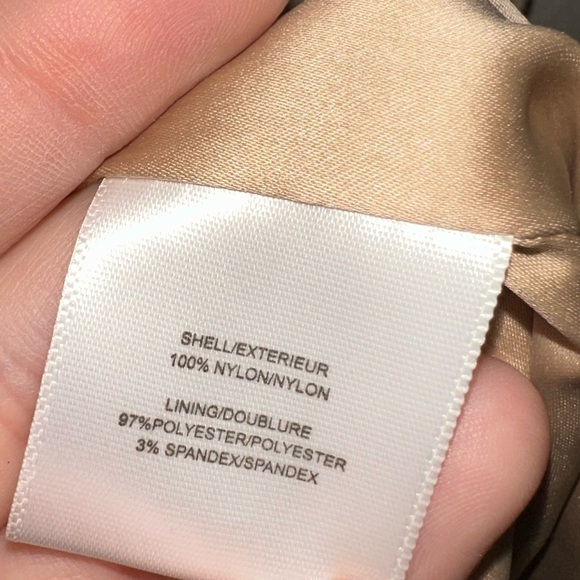 SHELL/EXTERIEUR
100% NYLON/NYLON
LINING/DOUBLURE
97%POLYESTER/POLYESTER
3% SPANDEX/SPANDEX